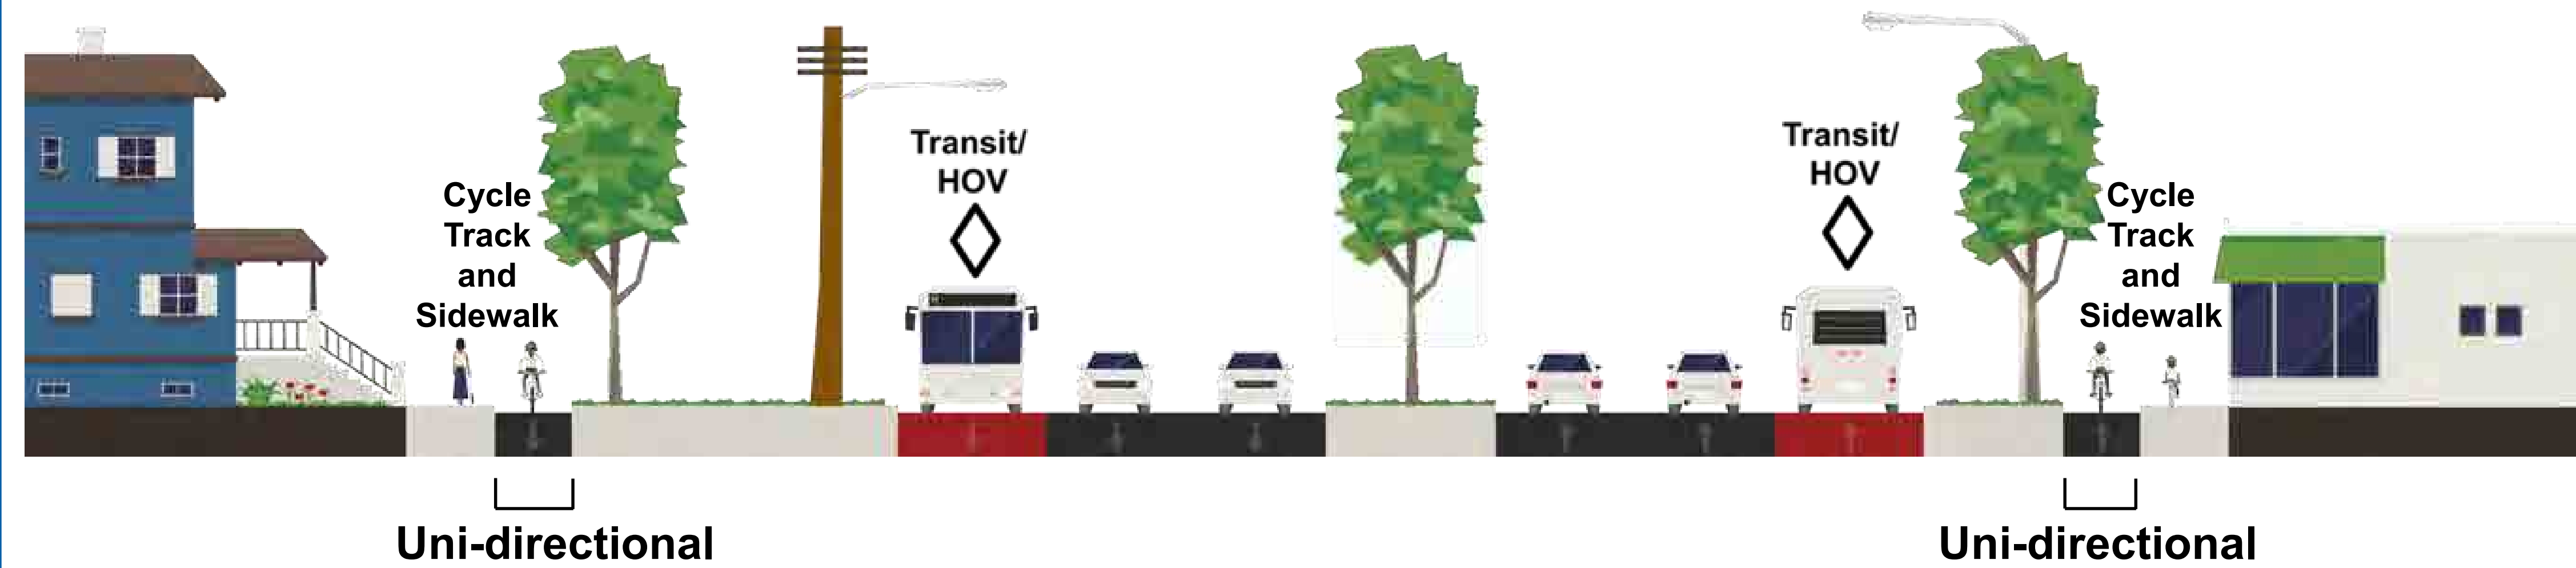 Cycle
Track
and
Sidewalk
Transit/
HOV
Transit/
HOV
Cycle
Track
and
Sidewalk
Uni-directional
Uni-directional